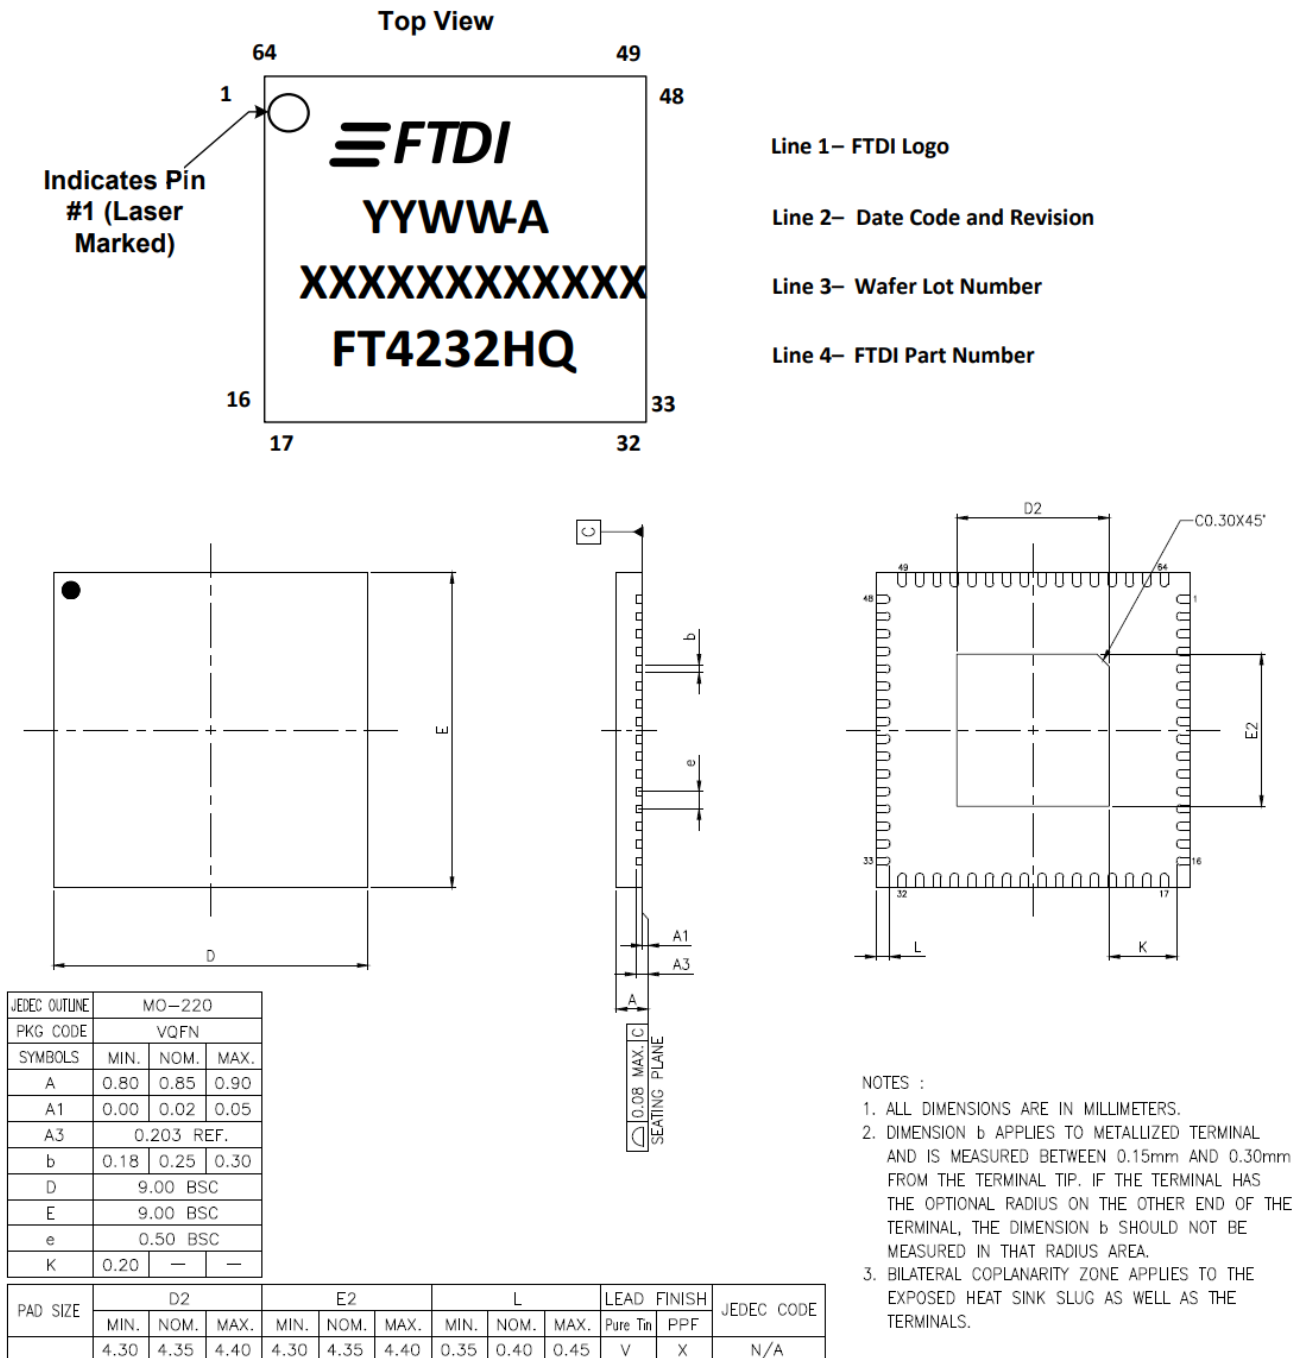 Top View
64
49
1
48
FTDI
Line 1– FTDI Logo
Indicates Pin
#1 (Laser
Marked)
YYWW-A
Line 2– Date Code and Revision
XXXXXXXXXXXX
Line 3– Wafer Lot Number
FT4232HQ
Line 4– FTDI Part Number
16
33
17
32
C
D2
C0.30X45°
49
64
48
1
b
E
e
E2
33
16
32
17
D
A1
A3
A
L
K
0.08 MAX. C
SEATING PLANE
JEDEC OUTLINE MO-220
PKG CODE VQFN
SYMBOLS MIN. NOM. MAX.
A 0.80 0.85 0.90
A1 0.00 0.02 0.05
A3 0.203 REF.
b 0.18 0.25 0.30
D 9.00 BSC
E 9.00 BSC
e 0.50 BSC
K 0.20 — —
NOTES :
1. ALL DIMENSIONS ARE IN MILLIMETERS.
2. DIMENSION b APPLIES TO METALLIZED TERMINAL
AND IS MEASURED BETWEEN 0.15mm AND 0.30mm
FROM THE TERMINAL TIP. IF THE TERMINAL HAS
THE OPTIONAL RADIUS ON THE OTHER END OF THE
TERMINAL, THE DIMENSION b SHOULD NOT BE
MEASURED IN THAT RADIUS AREA.
3. BILATERAL COPLANARITY ZONE APPLIES TO THE
EXPOSED HEAT SINK SLUG AS WELL AS THE
TERMINALS.
PAD SIZE D2 E2 L LEAD FINISH JEDEC CODE
MIN. NOM. MAX. MIN. NOM. MAX. MIN. NOM. MAX. Pure Tin PPF
4.30 4.35 4.40 4.30 4.35 4.40 0.35 0.40 0.45 V X N/A